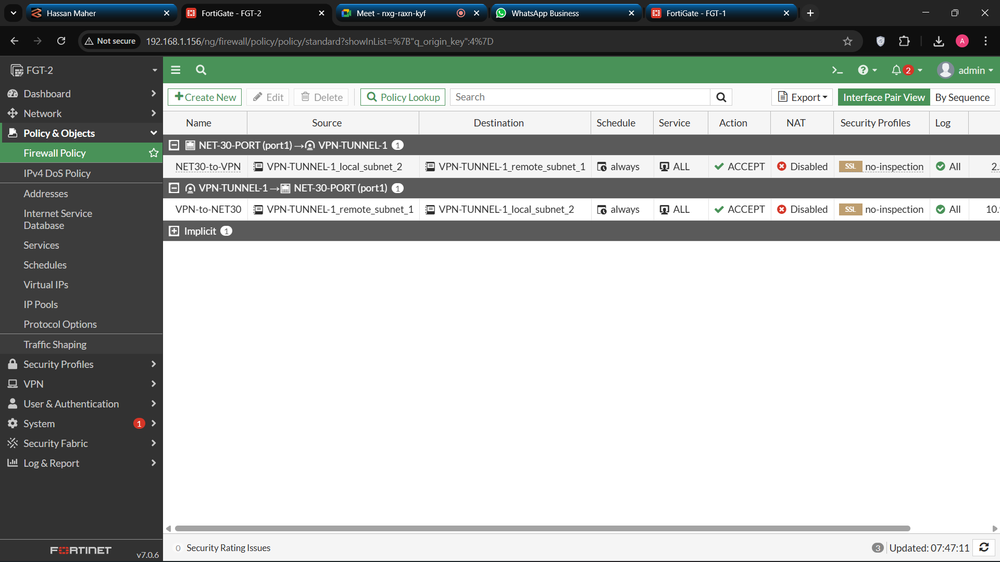 Hassan Maher
FortiGate - FGT-2
Meet - nxg-raxn-kyf
WhatsApp Business
FortiGate - FGT-1
Not secure
192.168.1.156/ng/firewall/policy/policy/standard?showInList=%7B"q_origin_key":4%7D
A
FGT-2
2
admin
Dashboard
Network
Policy & Objects
Firewall Policy
IPv4 DoS Policy
Addresses
Internet Service
Database
Services
Schedules
Virtual IPs
IP Pools
Protocol Options
Traffic Shaping
Security Profiles
VPN
User & Authentication
System 1
Security Fabric
Log & Report
FORTINET
v7.0.6
Create New
Edit
Delete
Policy Lookup
Search
Export
Interface Pair View
By Sequence
Name Source Destination Schedule Service Action NAT Security Profiles Log
NET-30-PORT (port1) → VPN-TUNNEL-1 1
NET30-to-VPN VPN-TUNNEL-1_local_subnet_2 VPN-TUNNEL-1_remote_subnet_1 always ALL ACCEPT Disabled SSL no-inspection All 2.
VPN-TUNNEL-1 → NET-30-PORT (port1) 1
VPN-to-NET30 VPN-TUNNEL-1_remote_subnet_1 VPN-TUNNEL-1_local_subnet_2 always ALL ACCEPT Disabled SSL no-inspection All 10.
Implicit 1
0 Security Rating Issues
3 Updated: 07:47:11